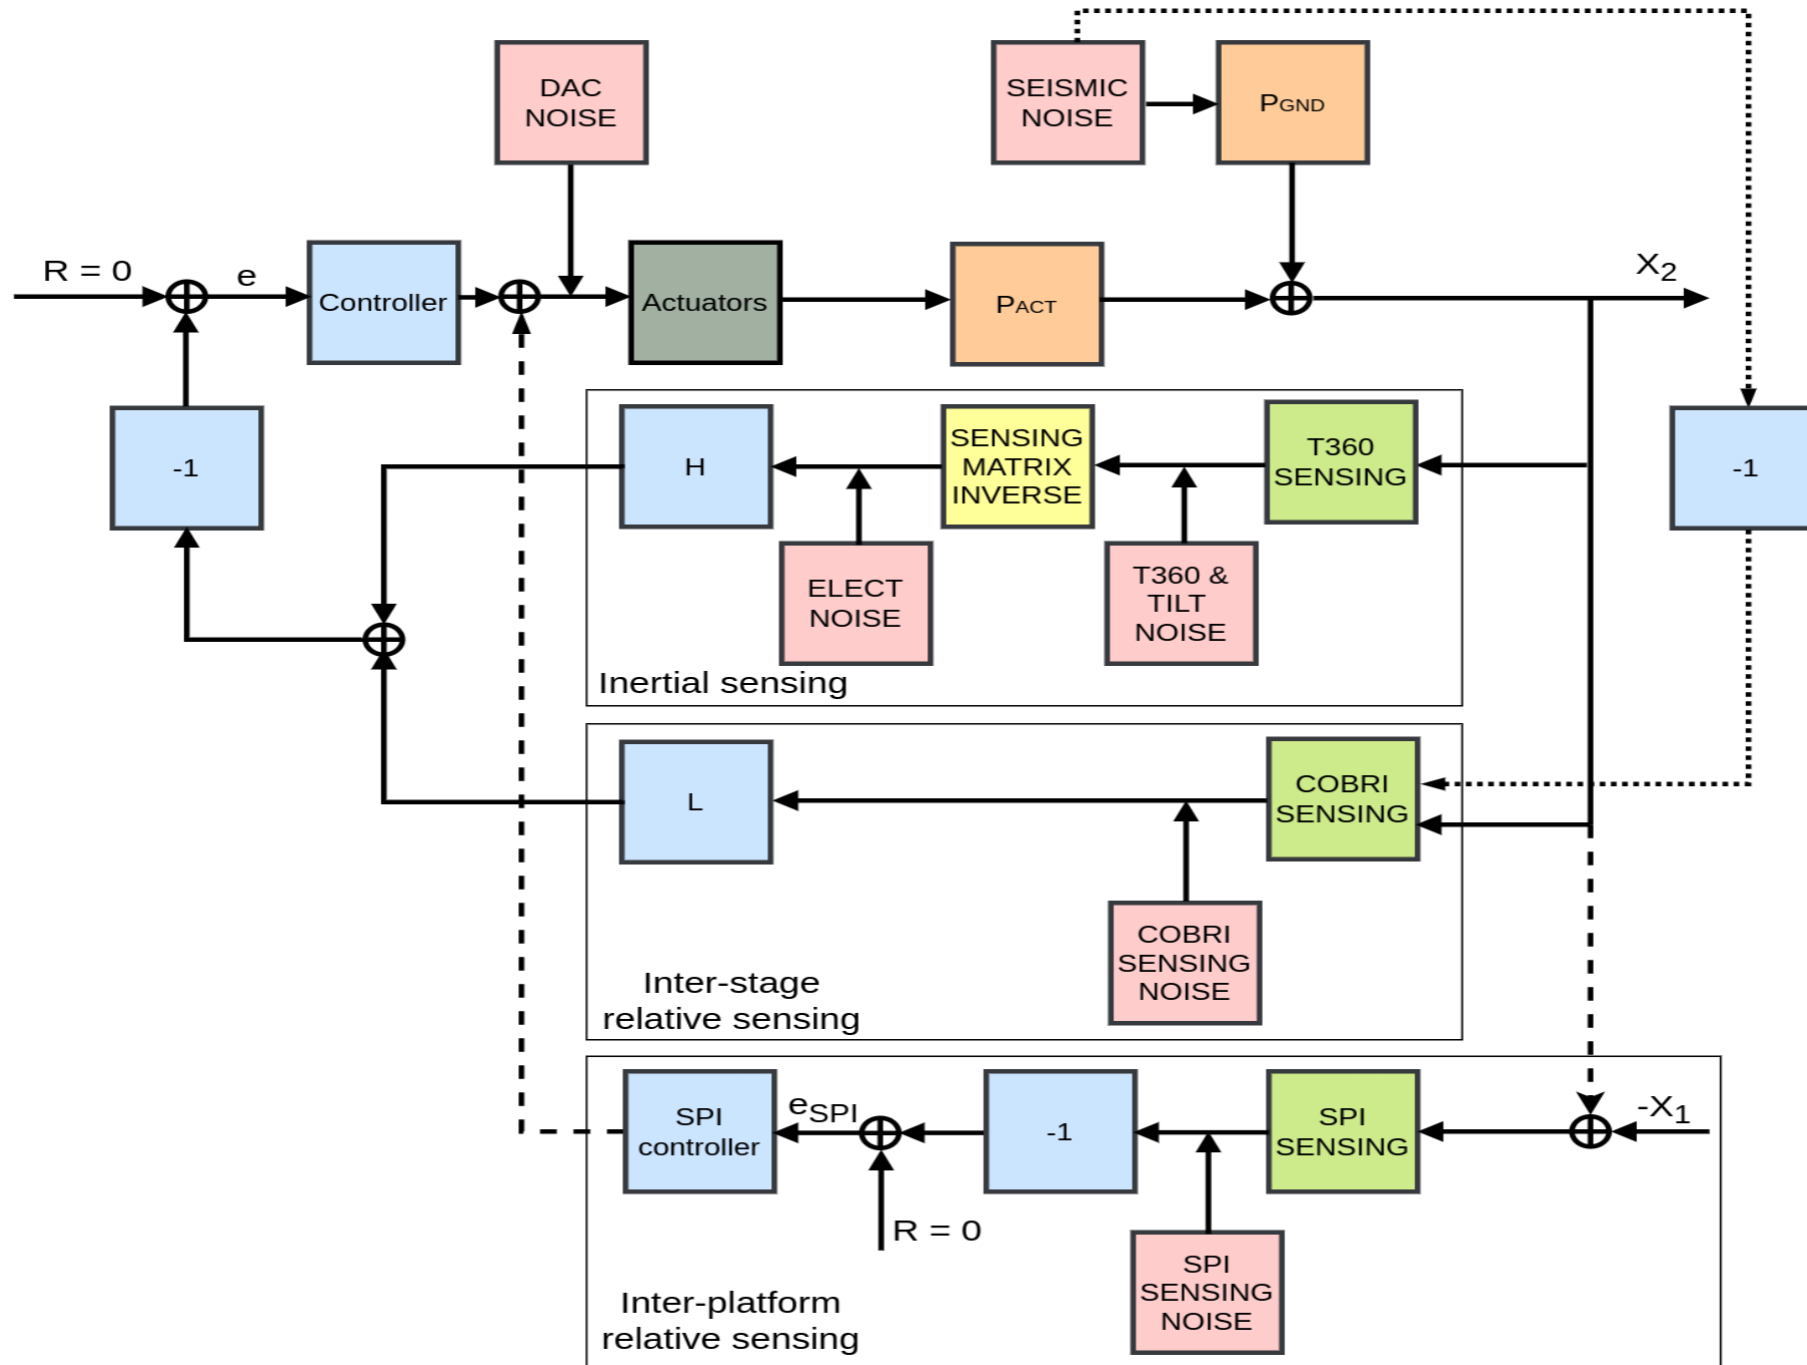 DAC
NOISE
SEISMIC
NOISE
PGND
R = 0
e
Controller
Actuators
PACT
X2
-1
H
SENSING
MATRIX
INVERSE
T360
SENSING
-1
ELECT
NOISE
T360 &
TILT
NOISE
Inertial sensing
L
COBRI
SENSING
COBRI
SENSING
NOISE
Inter-stage
relative sensing
SPI
controller
eSPI
-1
SPI
SENSING
-X1
R = 0
SPI
SENSING
NOISE
Inter-platform
relative sensing